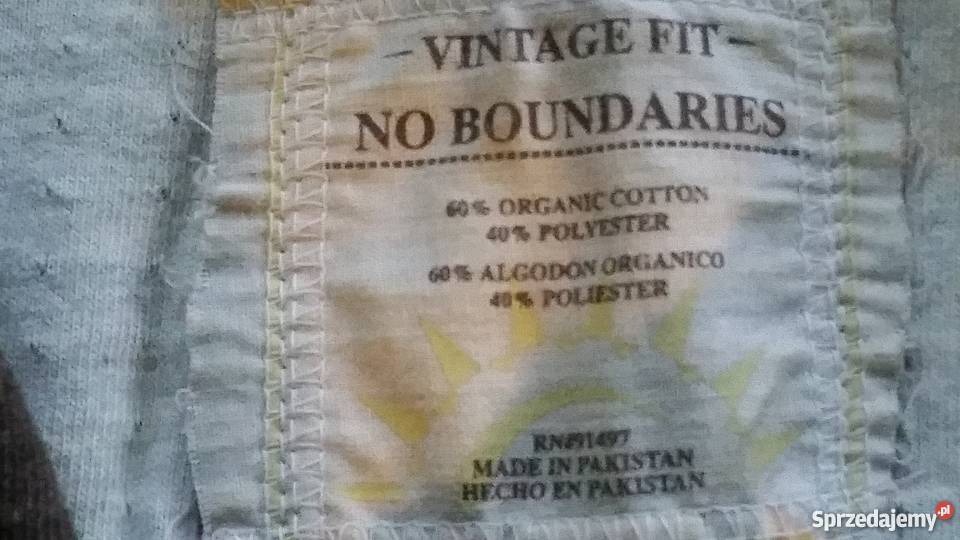 - VINTAGE FIT -
NO BOUNDARIES
60% ORGANIC COTTON
40% POLYESTER
60% ALGODON ORGANICO
40% POLIESTER
RN#91497
MADE IN PAKISTAN
HECHO EN PAKISTAN
Sprzedajemy.pl